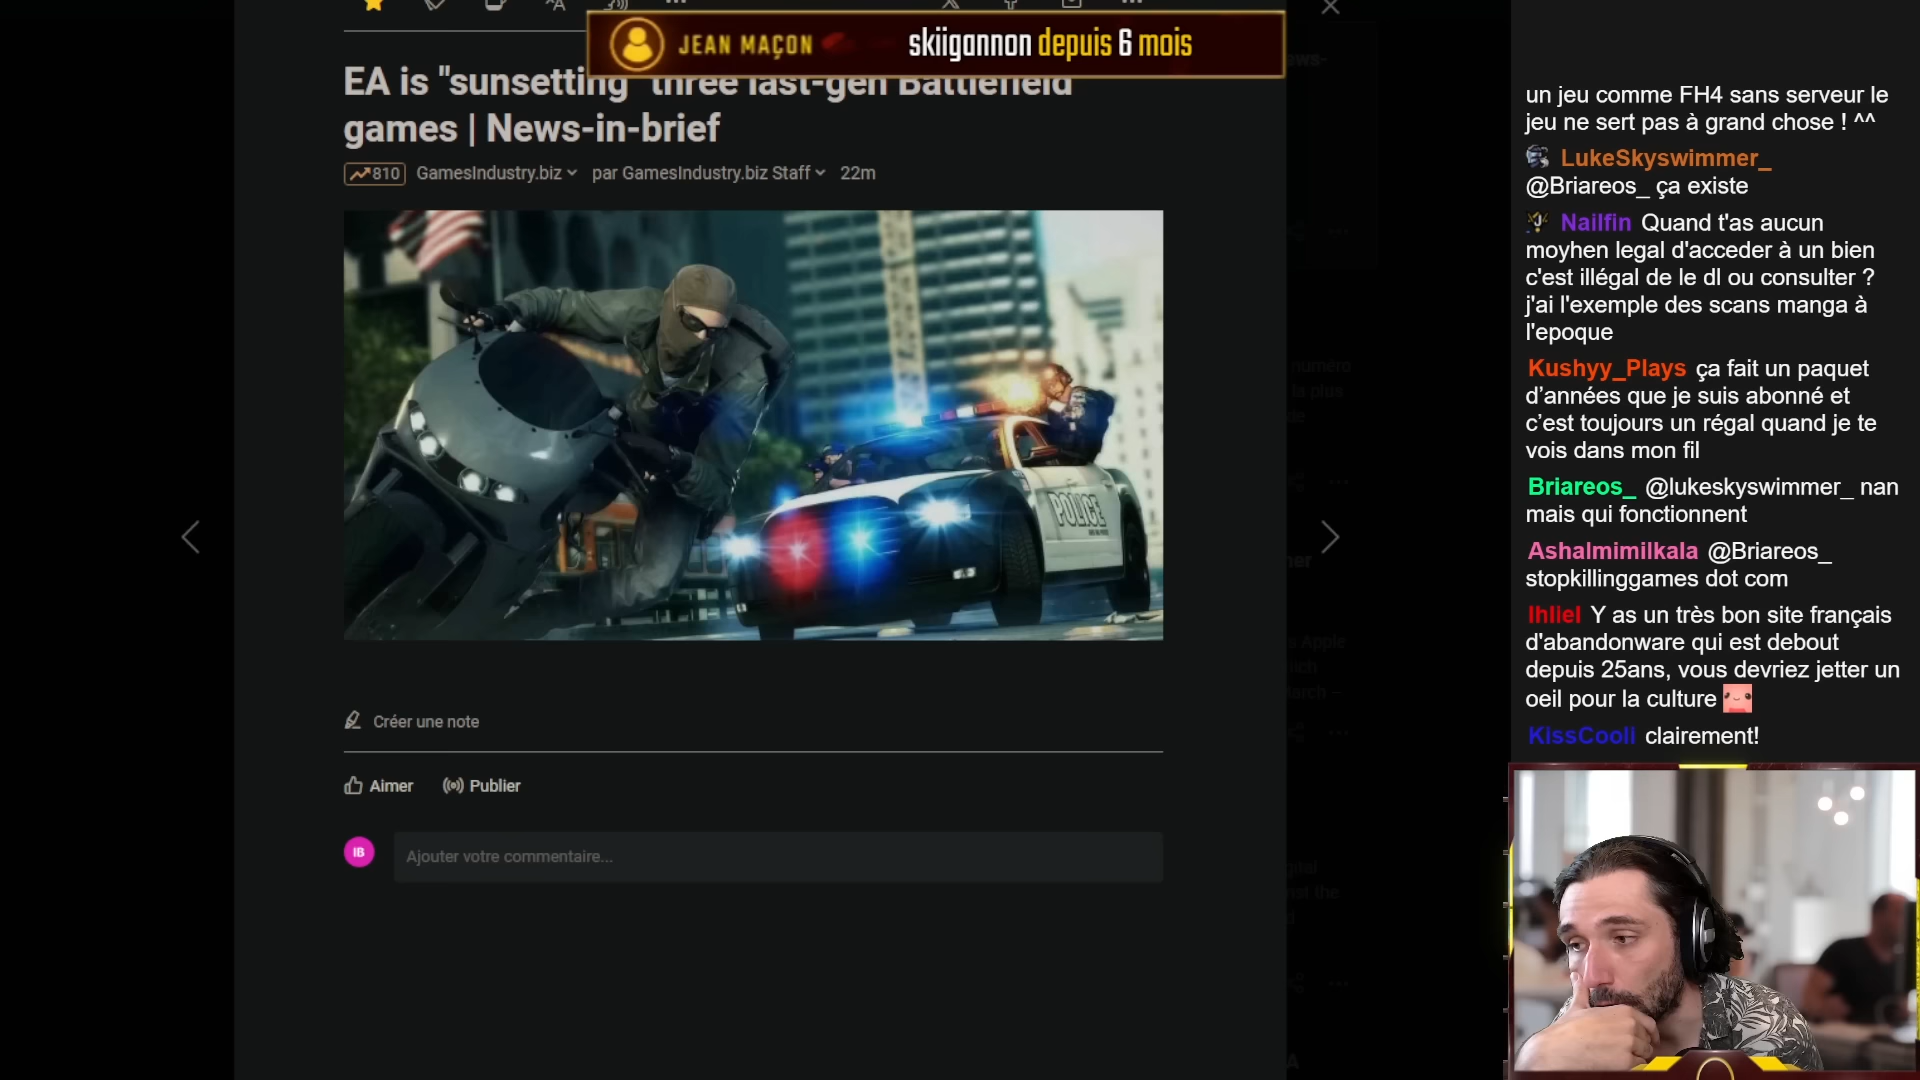 JEAN MAÇON
skiigannon depuis 6 mois
EA is "sunsetting" three last-gen Battlefield
games | News-in-brief
810 GamesIndustry.biz par GamesIndustry.biz Staff 22m
POLICE
Créer une note
Aimer Publier
IB Ajouter votre commentaire...
un jeu comme FH4 sans serveur le
jeu ne sert pas à grand chose ! ^^
LukeSkyswimmer_
@Briareos_ ça existe
Nailfin Quand t'as aucun
moyhen legal d'acceder à un bien
c'est illégal de le dl ou consulter ?
j'ai l'exemple des scans manga à
l'epoque
Kushyy_Plays ça fait un paquet
d’années que je suis abonné et
c’est toujours un régal quand je te
vois dans mon fil
Briareos_ @lukeskyswimmer_ nan
mais qui fonctionnent
Ashalmimilkala @Briareos_
stopkillinggames dot com
Ihliel Y as un très bon site français
d'abandonware qui est debout
depuis 25ans, vous devriez jetter un
oeil pour la culture
KissCooli clairement!